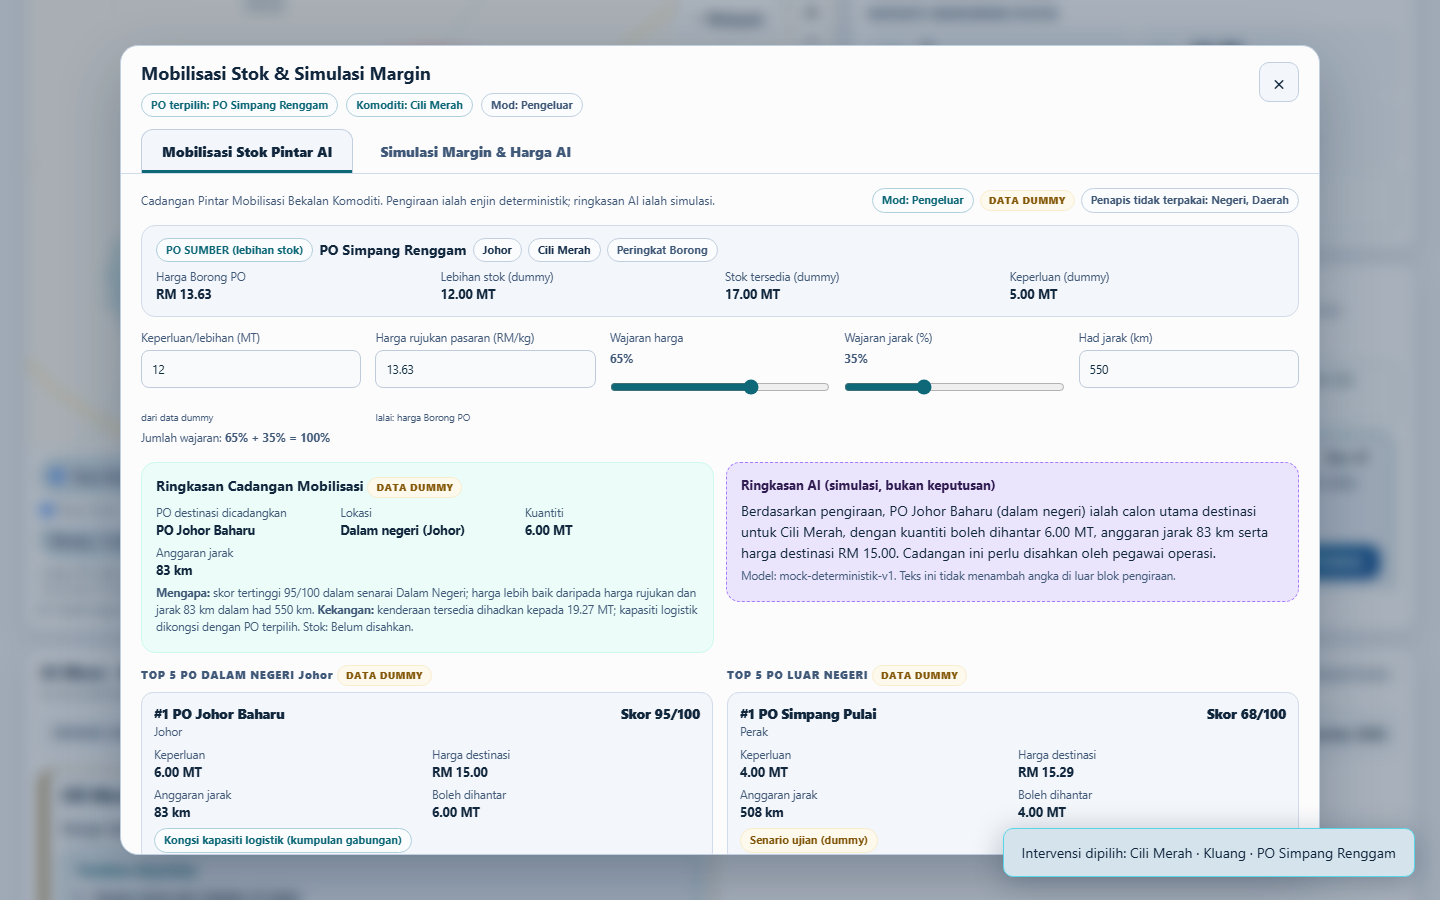 Mobilisasi Stok & Simulasi Margin
×
PO terpilih: PO Simpang Renggam
Komoditi: Cili Merah
Mod: Pengeluar
Mobilisasi Stok Pintar AI
Simulasi Margin & Harga AI
Cadangan Pintar Mobilisasi Bekalan Komoditi. Pengiraan ialah enjin deterministik; ringkasan AI ialah simulasi.
Mod: Pengeluar
DATA DUMMY
Penapis tidak terpakai: Negeri, Daerah
PO SUMBER (lebihan stok)
PO Simpang Renggam
Johor
Cili Merah
Peringkat Borong
Harga Borong PO
RM 13.63
Lebihan stok (dummy)
12.00 MT
Stok tersedia (dummy)
17.00 MT
Keperluan (dummy)
5.00 MT
Keperluan/lebihan (MT)
12
dari data dummy
Harga rujukan pasaran (RM/kg)
13.63
lalai: harga Borong PO
Wajaran harga
65%
Wajaran jarak (%)
35%
Had jarak (km)
550
Jumlah wajaran: 65% + 35% = 100%
Ringkasan Cadangan Mobilisasi
DATA DUMMY
PO destinasi dicadangkan
PO Johor Baharu
Lokasi
Dalam negeri (Johor)
Kuantiti
6.00 MT
Anggaran jarak
83 km
Mengapa: skor tertinggi 95/100 dalam senarai Dalam Negeri; harga lebih baik daripada harga rujukan dan
jarak 83 km dalam had 550 km. Kekangan: kenderaan tersedia dihadkan kepada 19.27 MT; kapasiti logistik
dikongsi dengan PO terpilih. Stok: Belum disahkan.
Ringkasan AI (simulasi, bukan keputusan)
Berdasarkan pengiraan, PO Johor Baharu (dalam negeri) ialah calon utama destinasi
untuk Cili Merah, dengan kuantiti boleh dihantar 6.00 MT, anggaran jarak 83 km serta
harga destinasi RM 15.00. Cadangan ini perlu disahkan oleh pegawai operasi.
Model: mock-deterministik-v1. Teks ini tidak menambah angka di luar blok pengiraan.
TOP 5 PO DALAM NEGERI Johor
DATA DUMMY
#1 PO Johor Baharu
Skor 95/100
Johor
Keperluan
6.00 MT
Harga destinasi
RM 15.00
Anggaran jarak
83 km
Boleh dihantar
6.00 MT
Kongsi kapasiti logistik (kumpulan gabungan)
TOP 5 PO LUAR NEGERI
DATA DUMMY
#1 PO Simpang Pulai
Skor 68/100
Perak
Keperluan
4.00 MT
Harga destinasi
RM 15.29
Anggaran jarak
508 km
Boleh dihantar
4.00 MT
Senario ujian (dummy)
Intervensi dipilih: Cili Merah · Kluang · PO Simpang Renggam